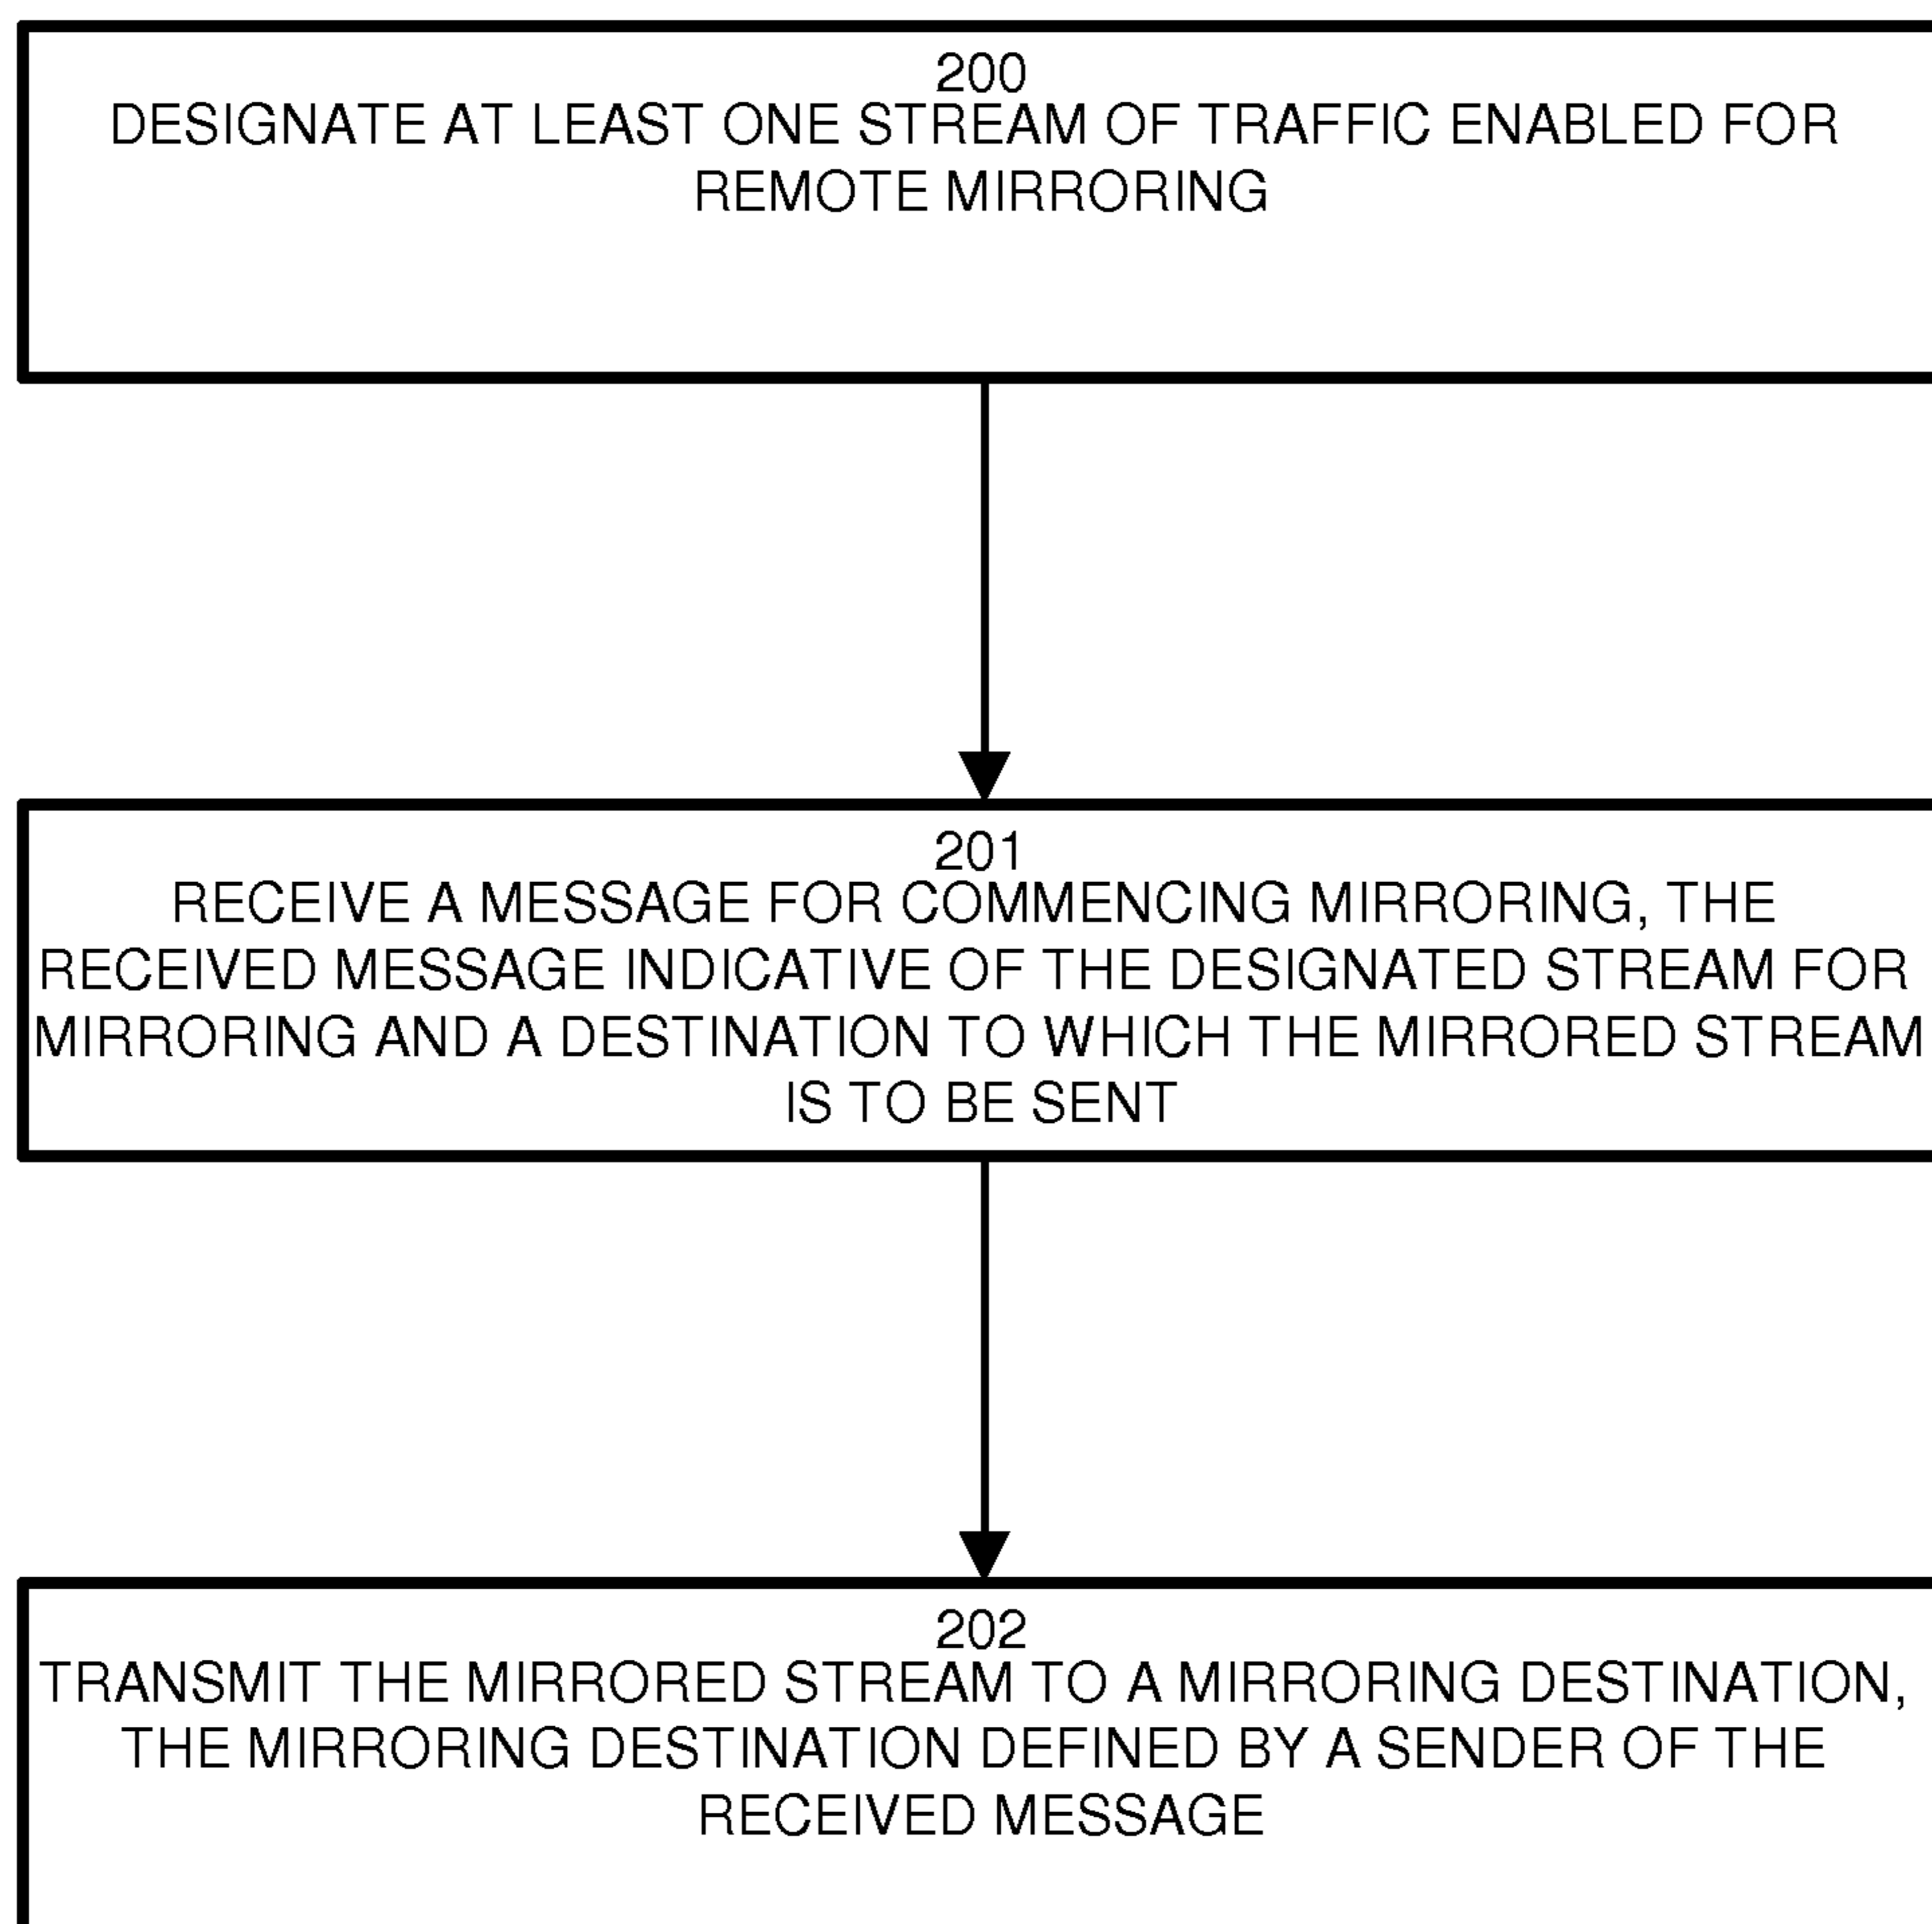 200
DESIGNATE AT LEAST ONE STREAM OF TRAFFIC ENABLED FOR
REMOTE MIRRORING
201
RECEIVE A MESSAGE FOR COMMENCING MIRRORING, THE
RECEIVED MESSAGE INDICATIVE OF THE DESIGNATED STREAM FOR
MIRRORING AND A DESTINATION TO WHICH THE MIRRORED STREAM
IS TO BE SENT
202
TRANSMIT THE MIRRORED STREAM TO A MIRRORING DESTINATION,
THE MIRRORING DESTINATION DEFINED BY A SENDER OF THE
RECEIVED MESSAGE